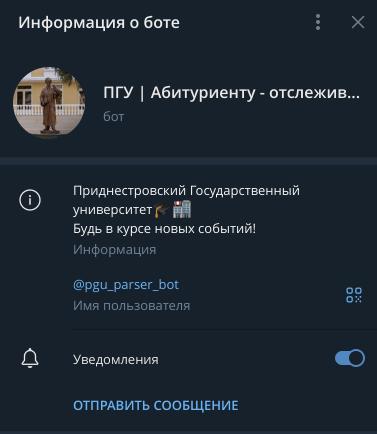 Информация о боте
ПГУ | Абитуриенту - отслежив...
бот
Приднестровский Государственный
университет🎓🏫
Будь в курсе новых событий!
Информация
@pgu_parser_bot
Имя пользователя
Уведомления
ОТПРАВИТЬ СООБЩЕНИЕ